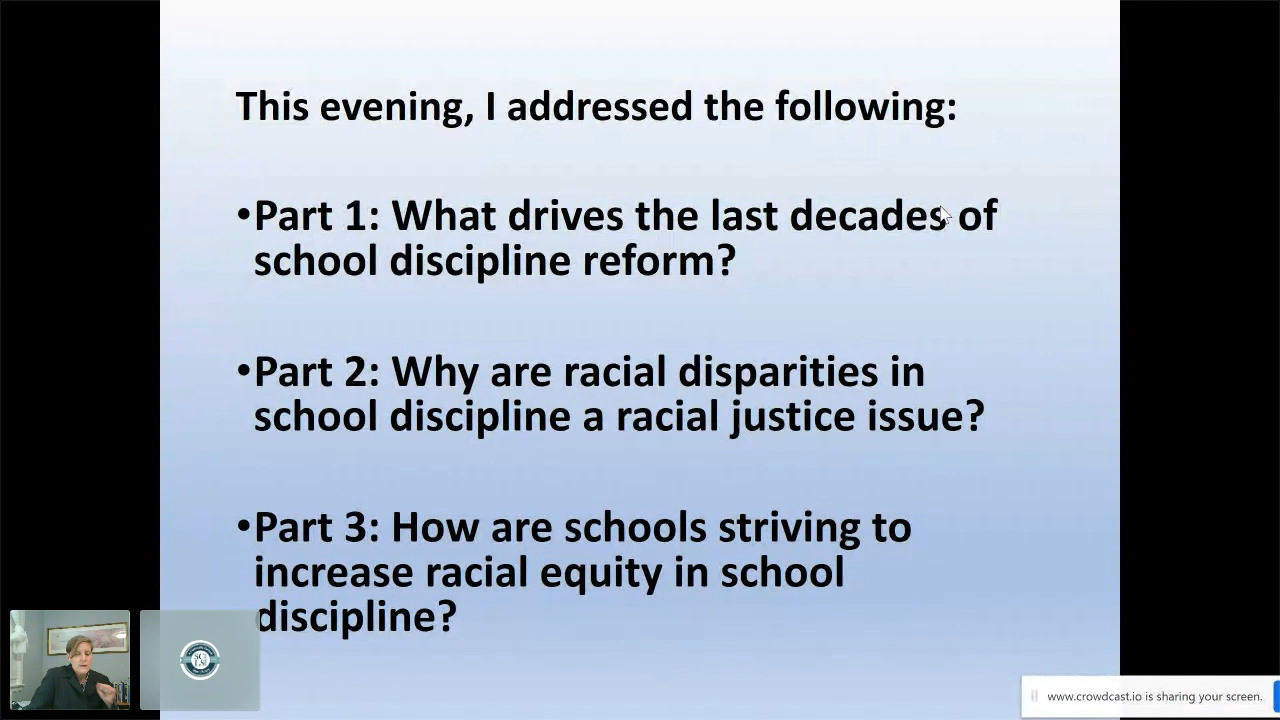 This evening, I addressed the following:
•Part 1: What drives the last decades of
school discipline reform?
•Part 2: Why are racial disparities in
school discipline a racial justice issue?
•Part 3: How are schools striving to
increase racial equity in school
discipline?
www.crowdcast.io is sharing your screen.